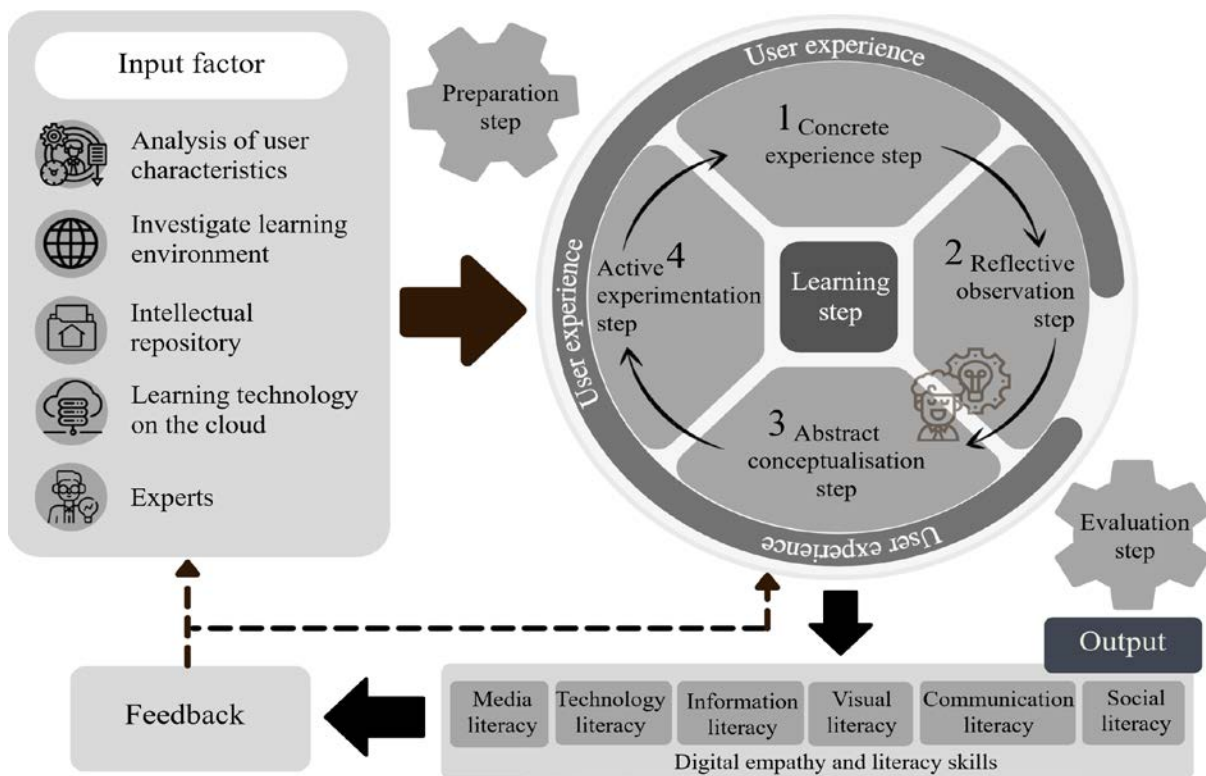 Input factor
Analysis of user
characteristics
Investigate learning
environment
Intellectual
repository
Learning technology
on the cloud
Experts
Preparation
step
User experience
User experience
User experience
1 Concrete
experience step
2 Reflective
observation
step
3 Abstract
conceptualisation
step
Active 4
experimentation
step
Learning
step
Evaluation
step
Output
Media
literacy
Technology
literacy
Information
literacy
Visual
literacy
Communication
literacy
Social
literacy
Digital empathy and literacy skills
Feedback